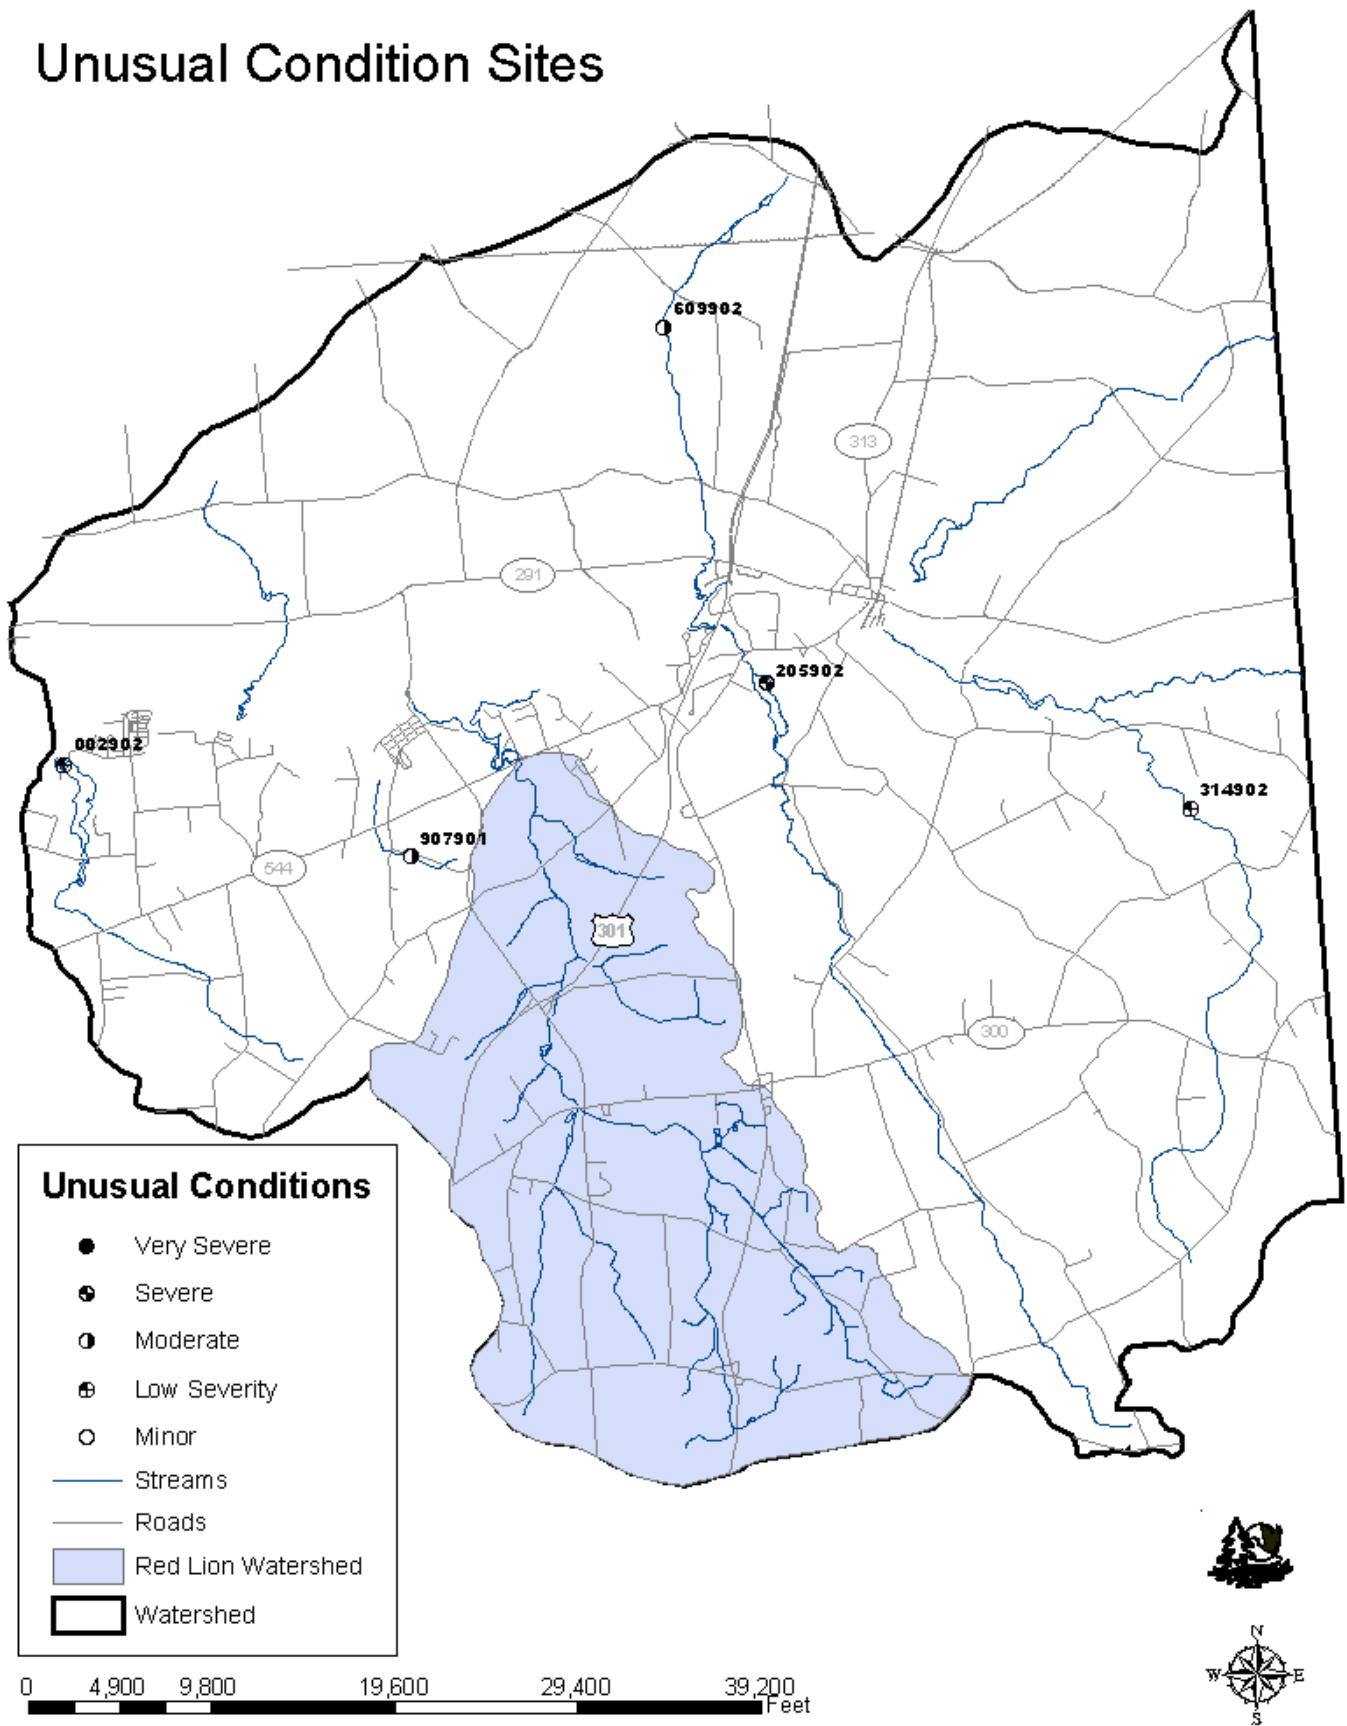 Unusual Condition Sites
609902
313
291
205902
002902
314902
907901
544
301
300
Unusual Conditions
Very Severe
Severe
Moderate
Low Severity
Minor
Streams
Roads
Red Lion Watershed
Watershed
N
W E
S
0 4,900 9,800 19,600 29,400 39,200
Feet